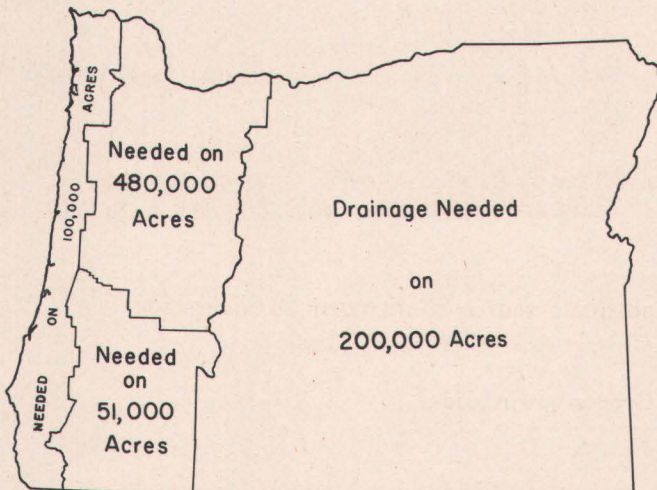 NEEDED ON 100,000 ACRES
Needed on
480,000
Acres
Drainage Needed
on
200,000 Acres
Needed
on
51,000
Acres